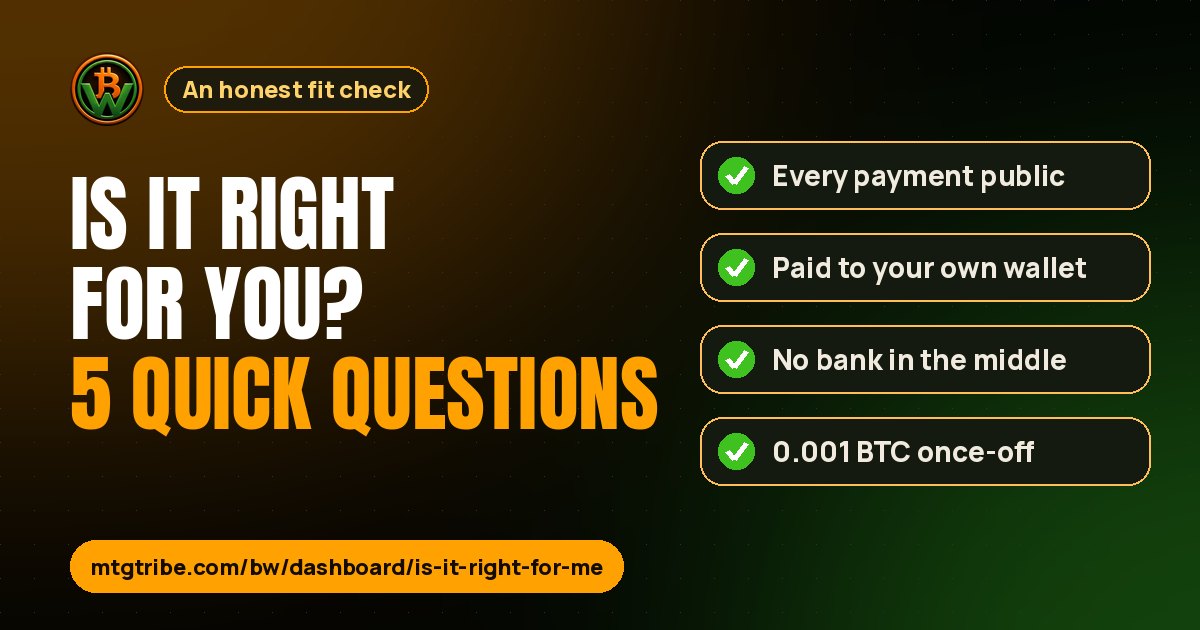 An honest fit check
IS IT RIGHT
FOR YOU?
5 QUICK QUESTIONS
Every payment public
Paid to your own wallet
No bank in the middle
0.001 BTC once-off
mtgtribe.com/bw/dashboard/is-it-right-for-me